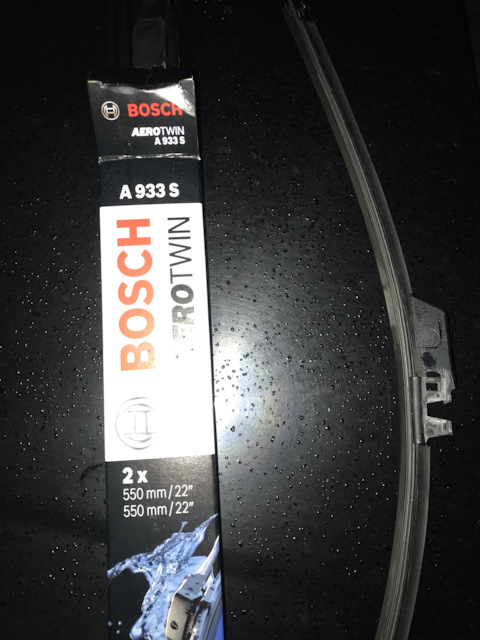 BOSCH
AEROTWIN
A 933 S
A 933 S
BOSCH
AEROTWIN
2 x
550 mm / 22"
550 mm / 22"